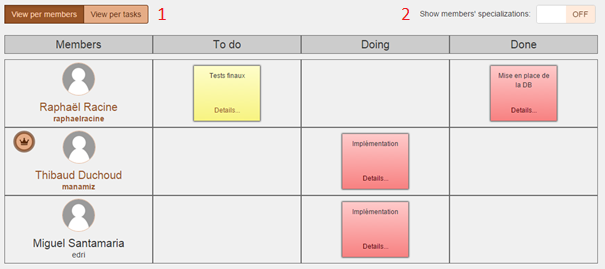 View per members View per tasks 1 2 Show members' specializations: OFF
Members To do Doing Done
Tests finaux
Details...
Mise en place de
la DB
Details...
Raphaël Racine
raphaelracine
Implémentation
Details...
Thibaud Duchoud
manamiz
Implémentation
Details...
Miguel Santamaria
edri